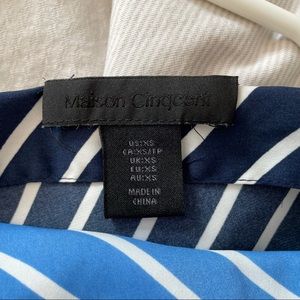 Maison Cinqcent
US:XS
CA:XS/TP
UK:XS
EU:XS
AU:XS
MADE IN
CHINA